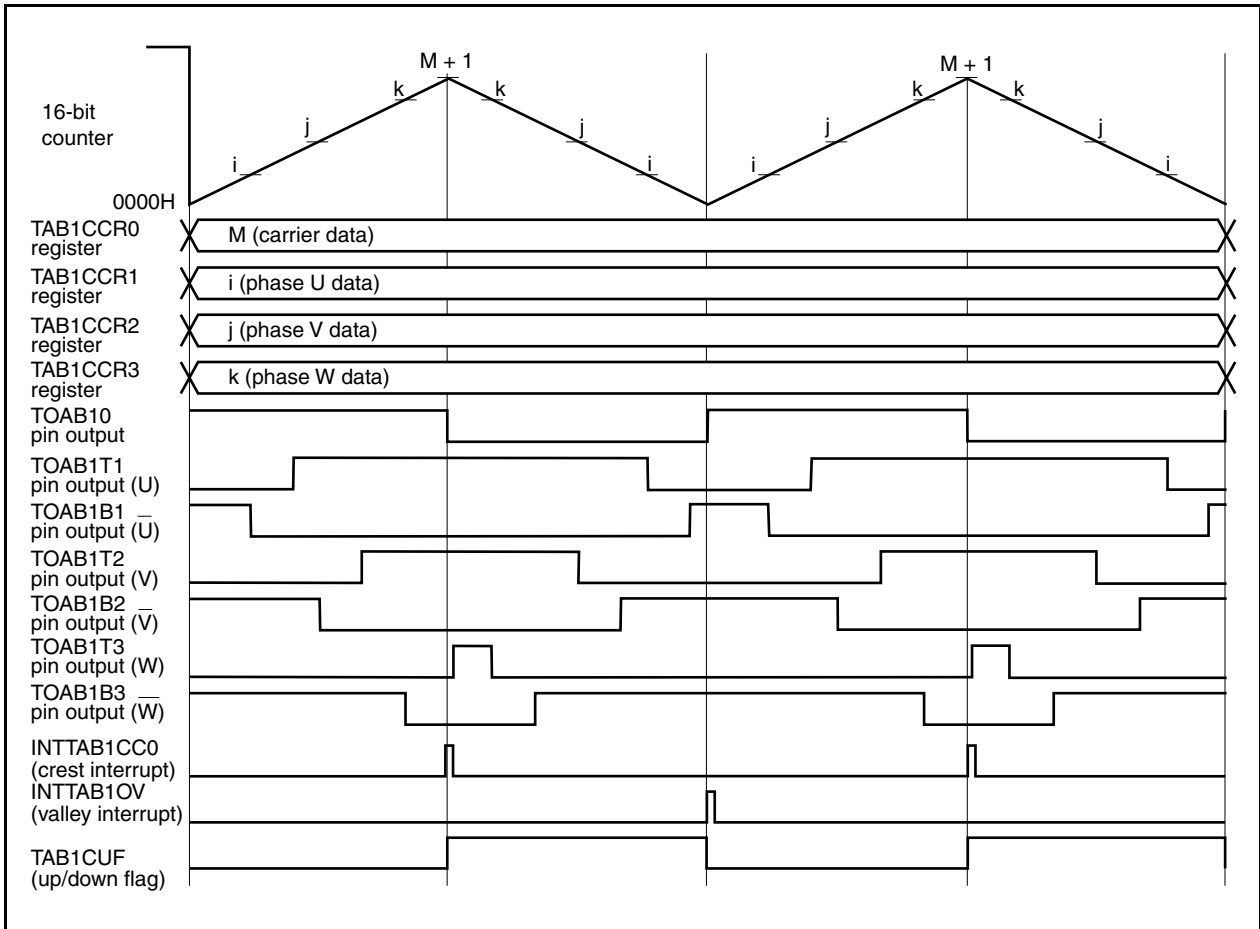 M + 1
M + 1
k
k
k
k
16-bit
counter
j
j
j
j
i
i
i
i
0000H
TAB1CCR0
register
M (carrier data)
TAB1CCR1
register
i (phase U data)
TAB1CCR2
register
j (phase V data)
TAB1CCR3
register
k (phase W data)
TOAB10
pin output
TOAB1T1
pin output (U)
TOAB1B1
pin output (U̅)
TOAB1T2
pin output (V)
TOAB1B2
pin output (V̅)
TOAB1T3
pin output (W)
TOAB1B3
pin output (W̅)
INTTAB1CC0
(crest interrupt)
INTTAB1OV
(valley interrupt)
TAB1CUF
(up/down flag)